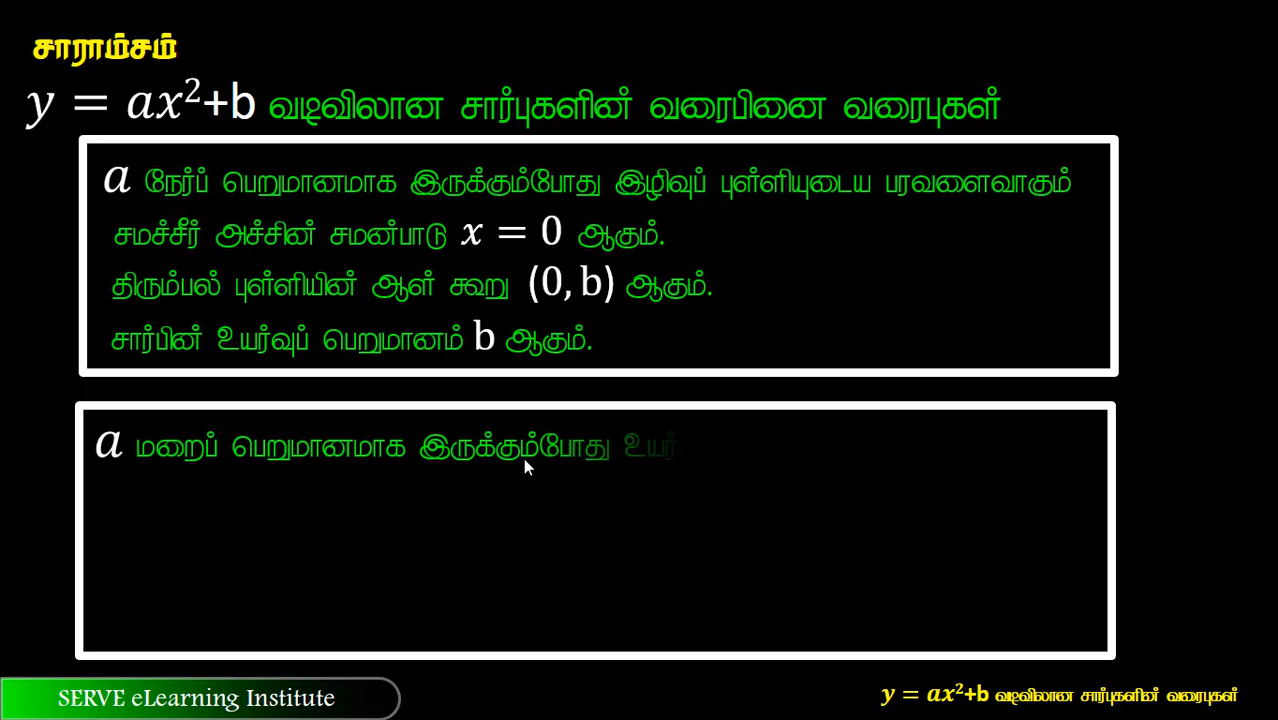 சாராம்சம்
y = ax²+b வடிவிலான சார்புகளின் வரைபினை வரைபுகள்
a நேர்ப் பெறுமானமாக இருக்கும்போது இழிவுப் புள்ளியுடைய பரவளைவாகும்
சமச்சீர் அச்சின் சமன்பாடு x = 0 ஆகும்.
திரும்பல் புள்ளியின் ஆள் கூறு (0, b) ஆகும்.
சார்பின் உயர்வுப் பெறுமானம் b ஆகும்.
a மறைப் பெறுமானமாக இருக்கும்போது உயர்
SERVE eLearning Institute
y = ax²+b வடிவிலான சார்புகளின் வரைபுகள்